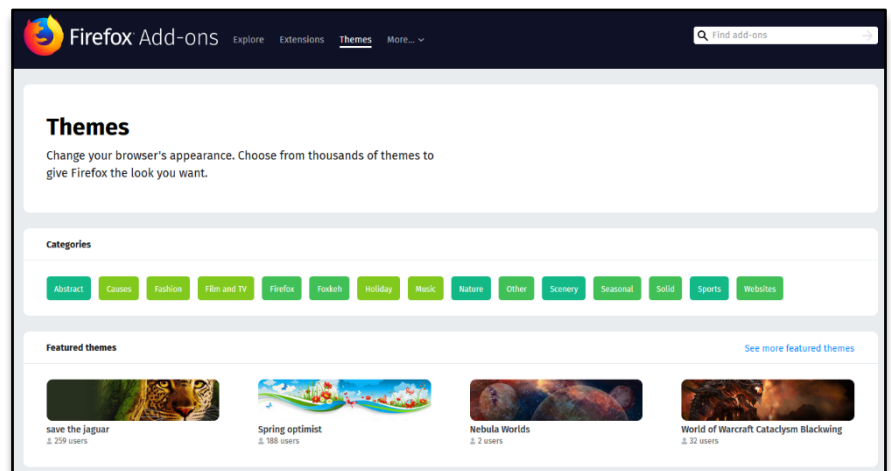 Firefox Add-ons Explore Extensions Themes More... Find add-ons
Themes
Change your browser's appearance. Choose from thousands of themes to
give Firefox the look you want.
Categories
Abstract Causes Fashion Film and TV Firefox Foxkeh Holiday Music Nature Other Scenery Seasonal Solid Sports Websites
Featured themes See more featured themes
save the jaguar Spring optimist Nebula Worlds World of Warcraft Cataclysm Blackwing
259 users 188 users 2 users 32 users